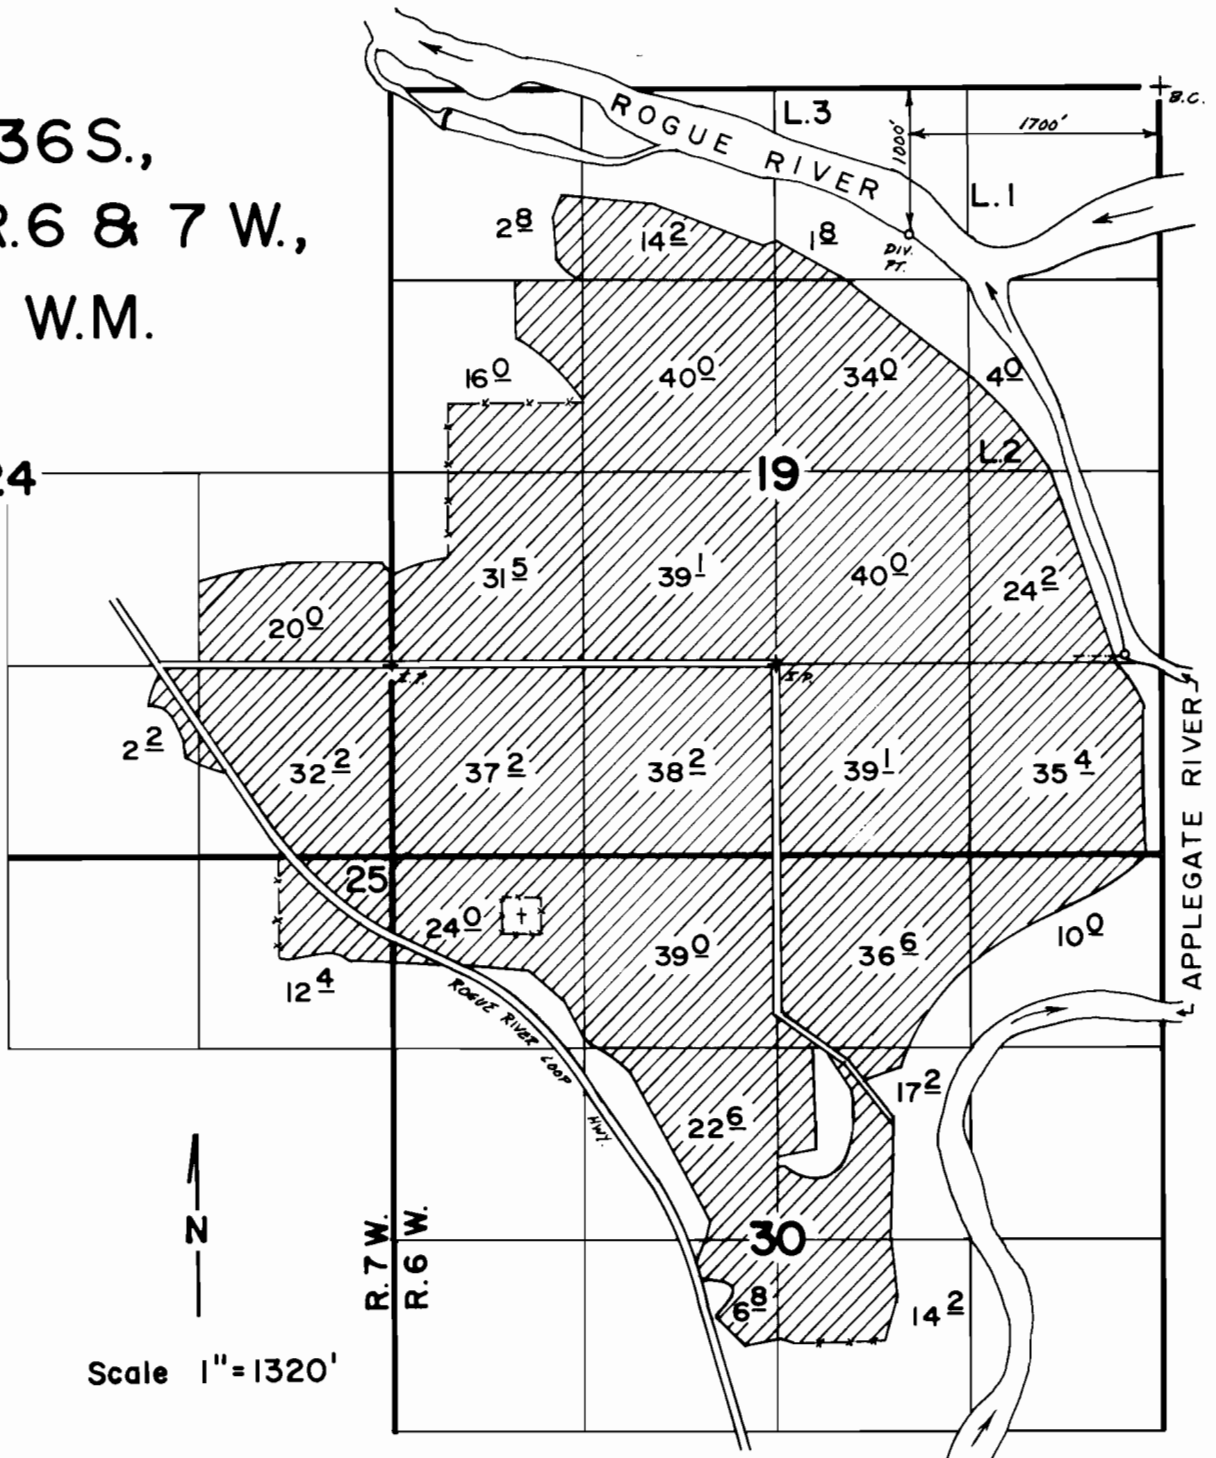 36 S.,
R.6 & 7 W.,
W.M.
B.C.
1700'
1000'
L.3
ROGUE RIVER
L.1
DIV.
PT.
2 8
14 2
1 8
16 0
40 0
34 0
4 0
L.2
24
19
31 5
39 1
40 0
24 2
20 0
I.P.
I.P.
2 2
32 2
37 2
38 2
39 1
35 4
APPLEGATE RIVER
25
24 0
39 0
36 6
10 0
12 4
ROGUE RIVER LOOP HWY.
17 2
22 6
N
R.7 W.
R.6 W.
30
6 8
14 2
Scale 1"=1320'